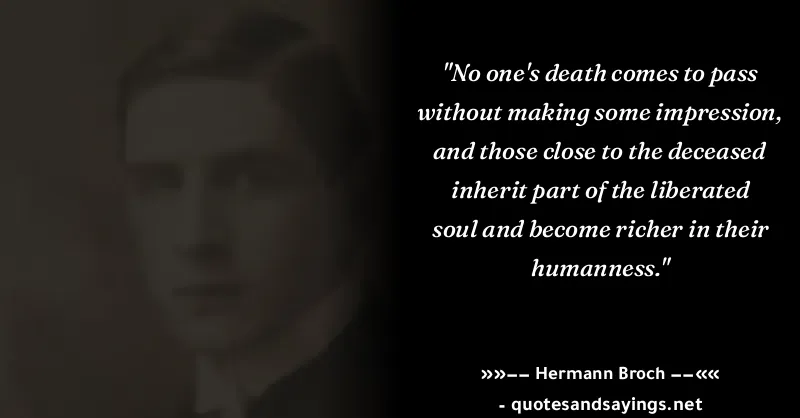 "No one's death comes to pass
without making some impression,
and those close to the deceased
inherit part of the liberated
soul and become richer in their
humanness."
»»−− Hermann Broch −−««
- quotesandsayings.net